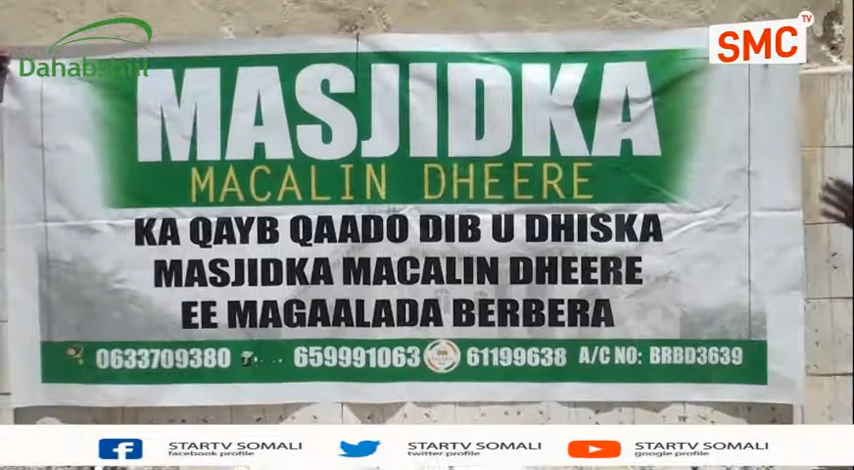 Dahabshiil
SMC TV
MASJIDKA
MACALIN DHEERE
KA QAYB QAADO DIB U DHISKA
MASJIDKA MACALIN DHEERE
EE MAGAALADA BERBERA
0633709380 659991063 61199638 A/C NO: BRBD3639
STARTV SOMALI STARTV SOMALI STARTV SOMALI
facebook profile twitter profile google profile